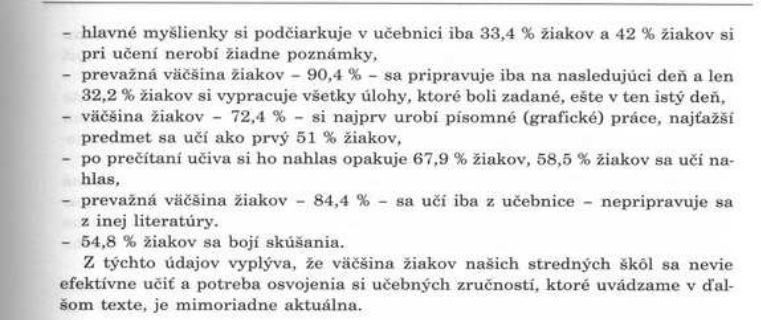 – hlavné myšlienky si podčiarkuje v učebnici iba 33,4 % žiakov a 42 % žiakov si
pri učení nerobí žiadne poznámky,
– prevažná väčšina žiakov – 90,4 % – sa pripravuje iba na nasledujúci deň a len
32,2 % žiakov si vypracuje všetky úlohy, ktoré boli zadané, ešte v ten istý deň,
– väčšina žiakov – 72,4 % – si najprv urobí písomné (grafické) práce, najťažší
predmet sa učí ako prvý 51 % žiakov,
– po prečítaní učiva si ho nahlas opakuje 67,9 % žiakov, 58,5 % žiakov sa učí na-
hlas,
– prevažná väčšina žiakov – 84,4 % – sa učí iba z učebnice – nepripravuje sa
z inej literatúry.
– 54,8 % žiakov sa bojí skúšania.
Z týchto údajov vyplýva, že väčšina žiakov našich stredných škôl sa nevie
efektívne učiť a potreba osvojenia si učebných zručností, ktoré uvádzame v ďal-
šom texte, je mimoriadne aktuálna.